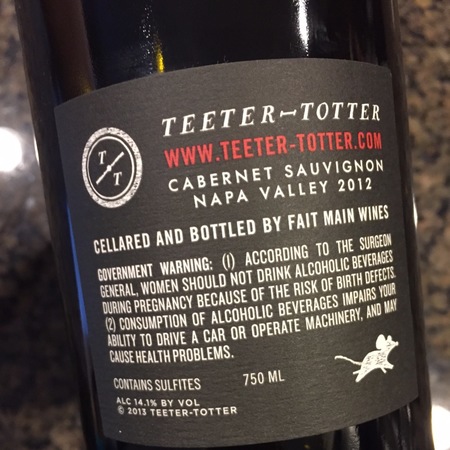 TEETER-TOTTER
WWW.TEETER-TOTTER.COM
T
T
CABERNET SAUVIGNON
NAPA VALLEY 2012
CELLARED AND BOTTLED BY FAIT MAIN WINES
GOVERNMENT WARNING: (1) ACCORDING TO THE SURGEON
GENERAL, WOMEN SHOULD NOT DRINK ALCOHOLIC BEVERAGES
DURING PREGNANCY BECAUSE OF THE RISK OF BIRTH DEFECTS.
(2) CONSUMPTION OF ALCOHOLIC BEVERAGES IMPAIRS YOUR
ABILITY TO DRIVE A CAR OR OPERATE MACHINERY, AND MAY
CAUSE HEALTH PROBLEMS.
CONTAINS SULFITES 750 ML
ALC 14.1% BY VOL
© 2013 TEETER-TOTTER